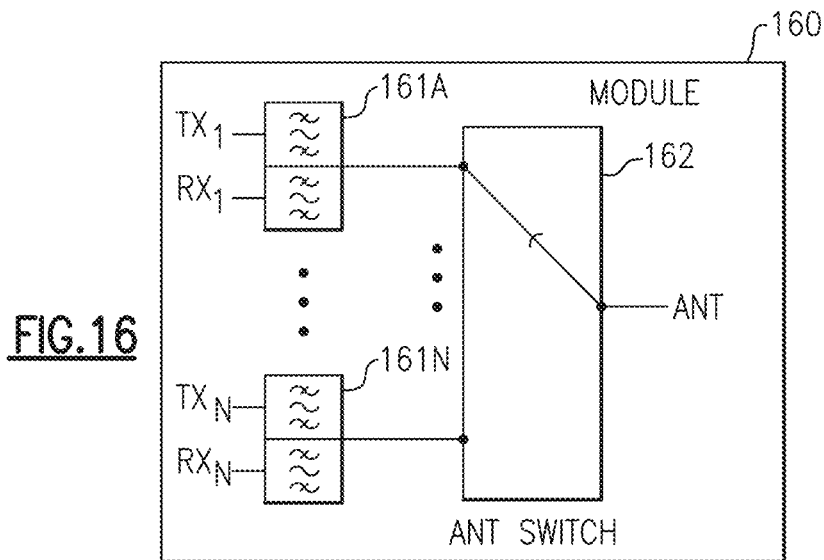 160
MODULE
161A
TX1
RX1
162
ANT
FIG.16
161N
TXN
RXN
ANT SWITCH